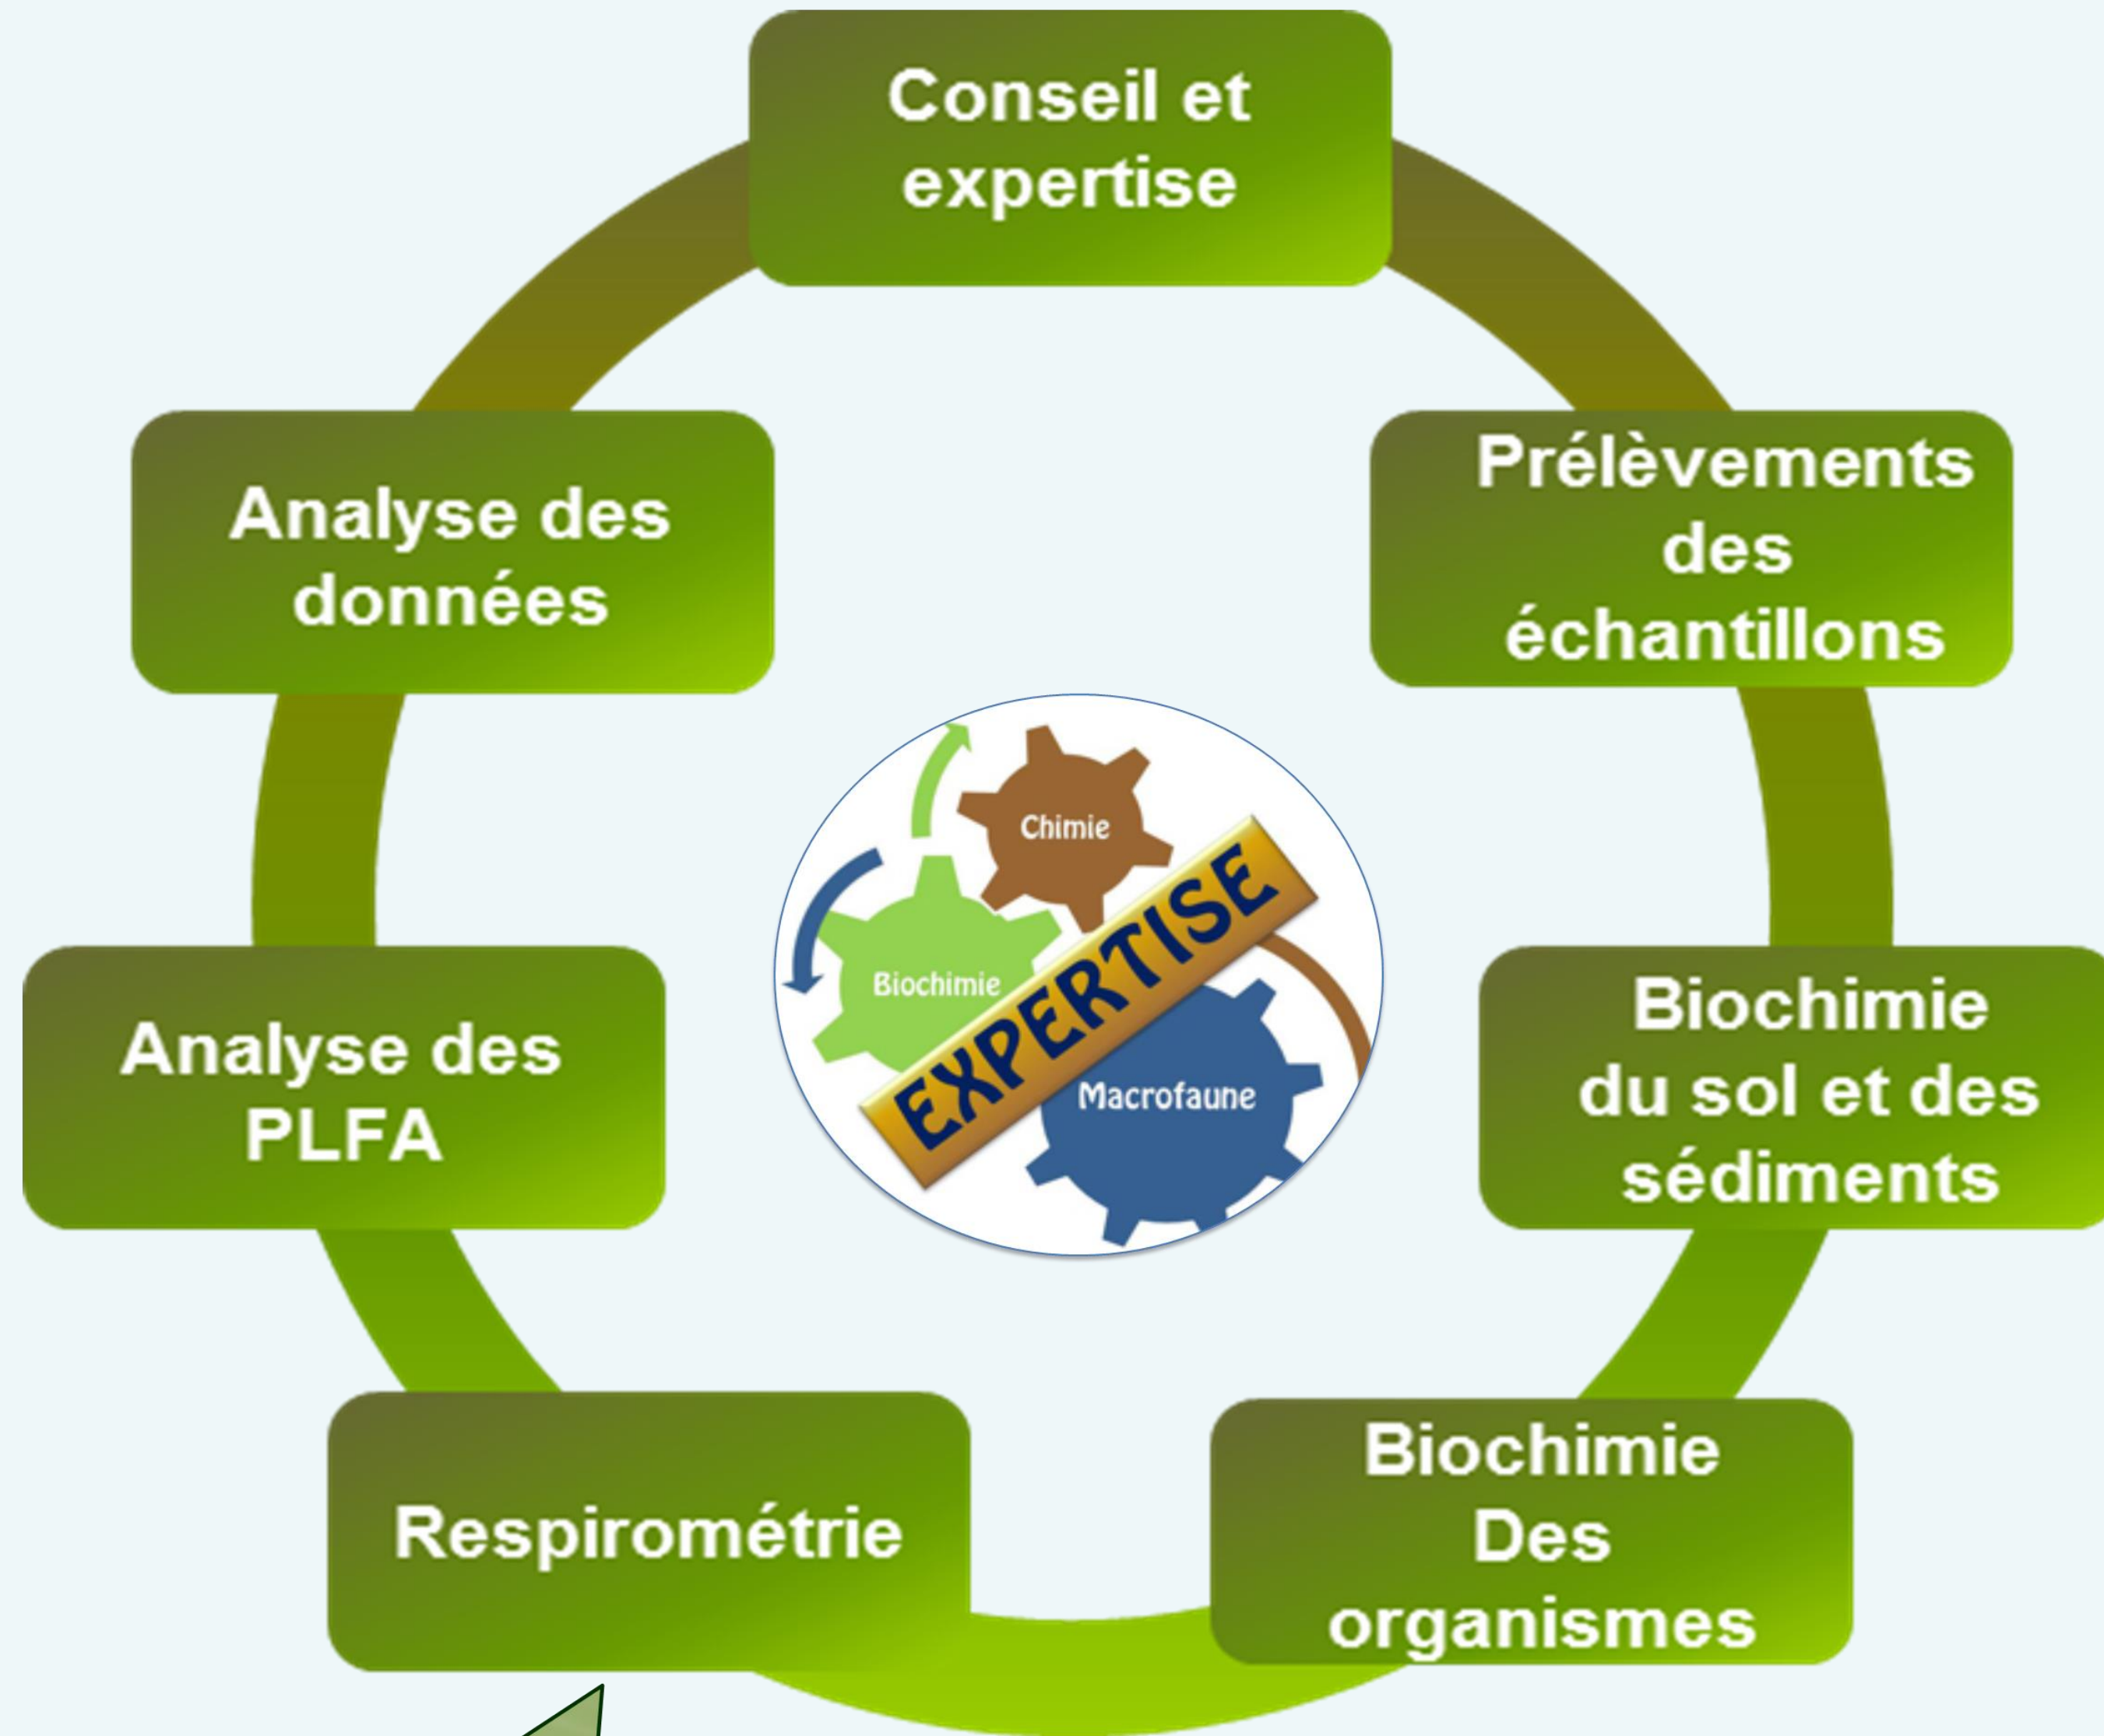 Conseil et
expertise
Analyse des
données
Prélèvements
des
échantillons
Chimie
Biochimie
EXPERTISE
Macrofaune
Analyse des
PLFA
Biochimie
du sol et des
sédiments
Respirométrie
Biochimie
Des
organismes